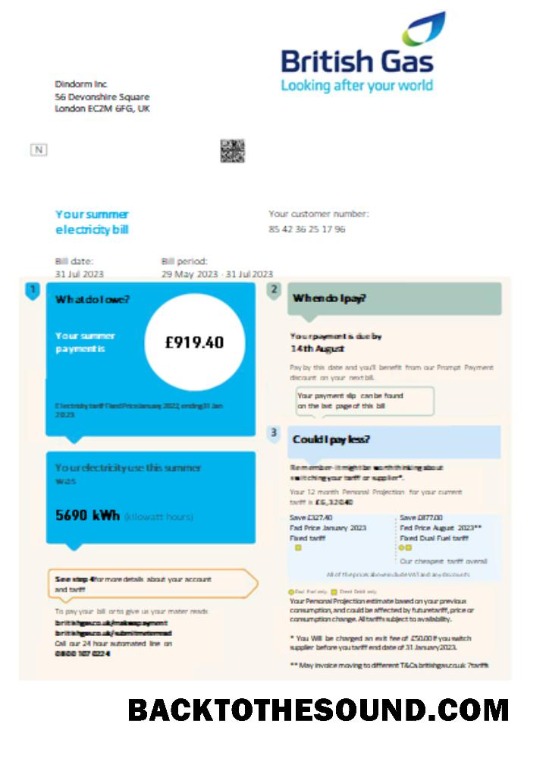 British Gas
Looking after your world
Dindorm Inc
56 Devonshire Square
London EC2M 6FG, UK
N
Your summer
electricity bill
Your customer number:
85 42 36 25 17 96
Bill date:
31 Jul 2023
Bill period:
29 May 2023 - 31 Jul 2023
1
What do I owe?
Your summer
payment is
£919.40
Electricity tariff Fixed Price January 2022, ending 31 Jan
2023
Your electricity use this summer
was
5690 kWh (kilowatt hours)
See step 4 for more details about your account
and tariff
To pay your bill or to give us your mater reads
britishgas.co.uk/makepayment
britishgas.co.uk/submitmeterread
Call our 24 hour automated line on
0800 107 0224
2
When do I pay?
Your payment is due by
14th August
Pay by this date and you'll benefit from our Prompt Payment
discount on your next bill.
Your payment slip can be found
on the last page of this bill
3
Could I pay less?
Remember - it might be worth thinking about
switching your tariff or supplier*.
Your 12 month Personal Projection for your current
tariff is
Save £327.40
Fixed Price January 2023
Fixed tariff
Save £877.00
Fixed Price August 2023**
Fixed Dual Fuel tariff
Our cheapest tariff overall
All of the prices above include VAT and any discounts
Dual fuel only
Direct Debit only
Your Personal Projection estimate based on your previous
consumption, and could be affected by future tariff, price or
consumption change. All tariffs subject to availability.
* You Will be charged an exit fee of £50.00 if you switch
supplier before you tariff end date of 31 January 2023.
** May invoice moving to different T&Cs britishgas.co.uk ?tariffs
BACKTOTHESOUND.COM